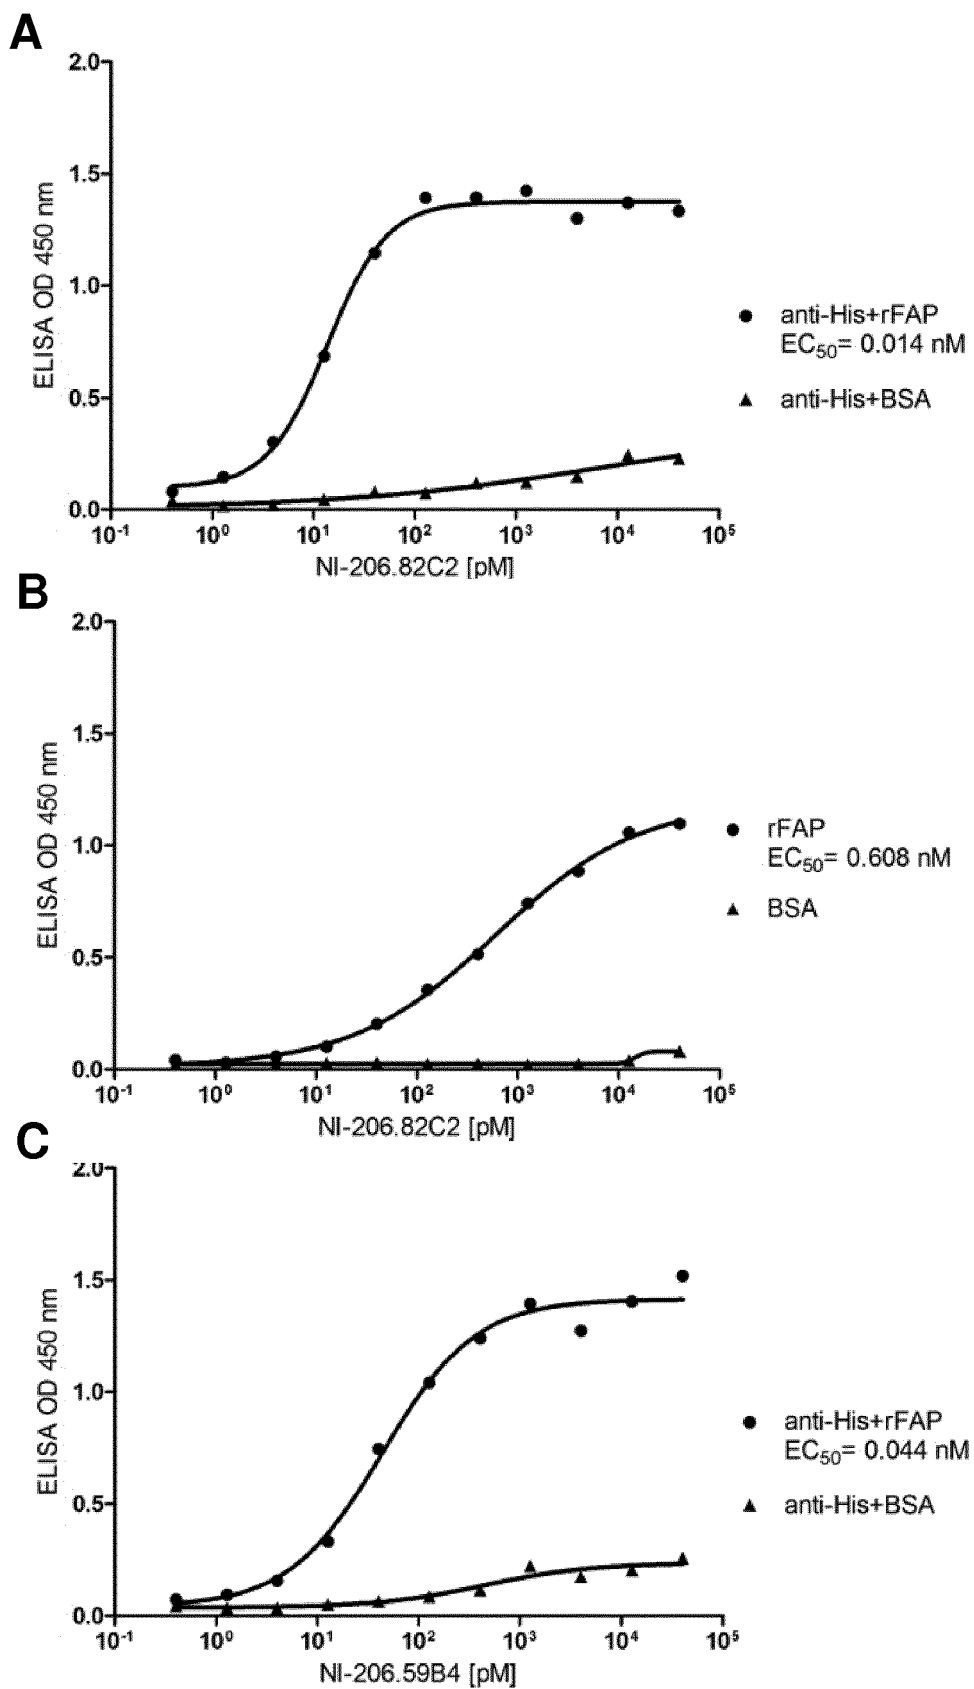 A
2.0
1.5
1.0
0.5
0.0
ELISA OD 450 nm
10-1 10⁰ 10¹ 10² 10³ 10⁴ 10⁵
NI-206.82C2 [pM]
anti-His+rFAP
EC₅₀= 0.014 nM
anti-His+BSA
B
2.0
1.5
1.0
0.5
0.0
ELISA OD 450 nm
10-1 10⁰ 10¹ 10² 10³ 10⁴ 10⁵
NI-206.82C2 [pM]
rFAP
EC₅₀= 0.608 nM
BSA
C
2.0
1.5
1.0
0.5
0.0
ELISA OD 450 nm
10-1 10⁰ 10¹ 10² 10³ 10⁴ 10⁵
NI-206.59B4 [pM]
anti-His+rFAP
EC₅₀= 0.044 nM
anti-His+BSA